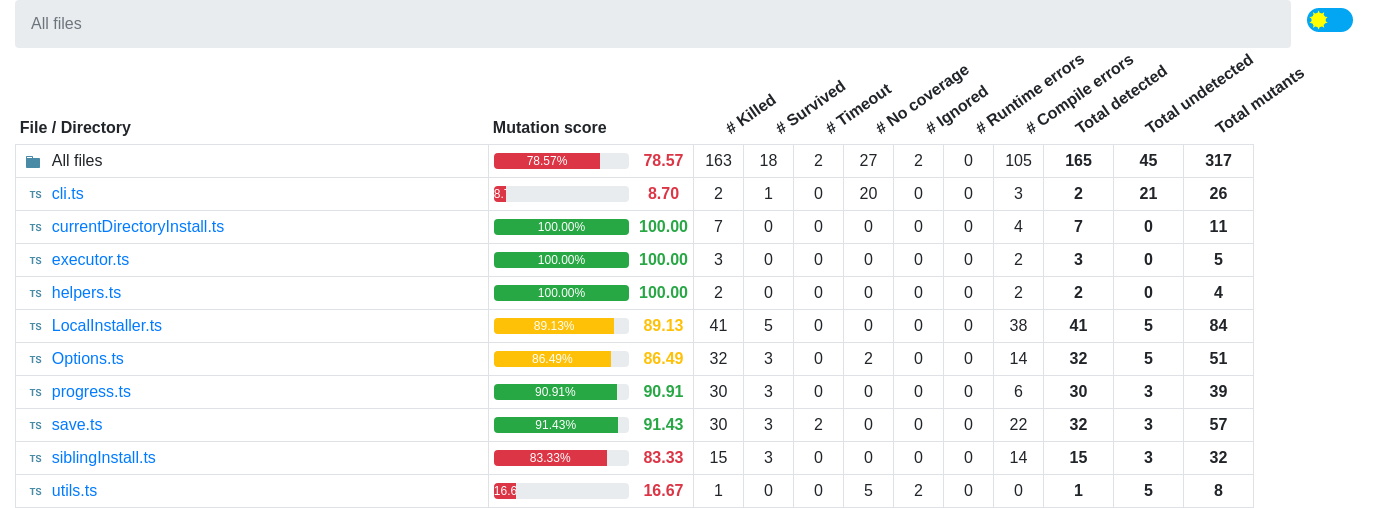 All files
File / Directory Mutation score # Killed # Survived # Timeout # No coverage # Ignored # Runtime errors # Compile errors Total detected Total undetected Total mutants
All files 78.57% 78.57 163 18 2 27 2 0 105 165 45 317
TS cli.ts 8.7 8.70 2 1 0 20 0 0 3 2 21 26
TS currentDirectoryInstall.ts 100.00% 100.00 7 0 0 0 0 0 4 7 0 11
TS executor.ts 100.00% 100.00 3 0 0 0 0 0 2 3 0 5
TS helpers.ts 100.00% 100.00 2 0 0 0 0 0 2 2 0 4
TS LocalInstaller.ts 89.13% 89.13 41 5 0 0 0 0 38 41 5 84
TS Options.ts 86.49% 86.49 32 3 0 2 0 0 14 32 5 51
TS progress.ts 90.91% 90.91 30 3 0 0 0 0 6 30 3 39
TS save.ts 91.43% 91.43 30 3 2 0 0 0 22 32 3 57
TS siblingInstall.ts 83.33% 83.33 15 3 0 0 0 0 14 15 3 32
TS utils.ts 16.6 16.67 1 0 0 5 2 0 0 1 5 8